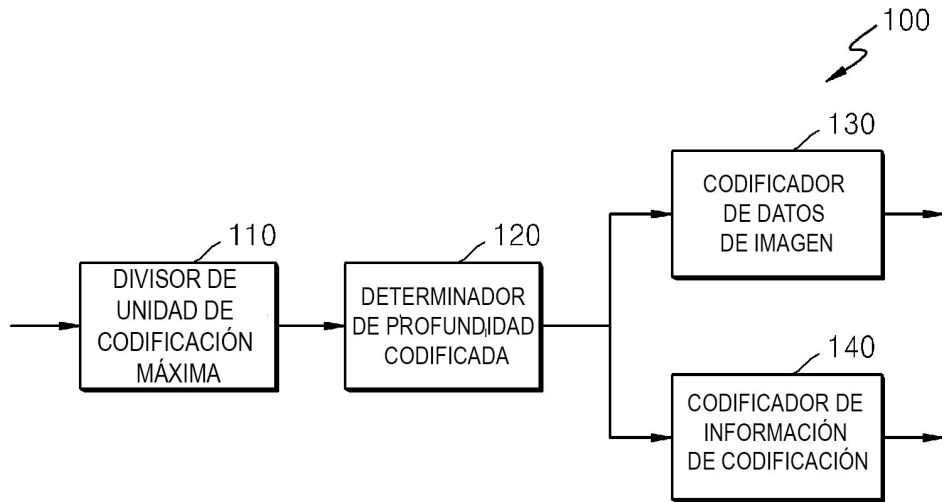 100
130
CODIFICADOR
DE DATOS
DE IMAGEN
110
DIVISOR DE
UNIDAD DE
CODIFICACIÓN
MÁXIMA
120
DETERMINADOR
DE PROFUNDIDAD
CODIFICADA
140
CODIFICADOR DE
INFORMACIÓN
DE CODIFICACIÓN